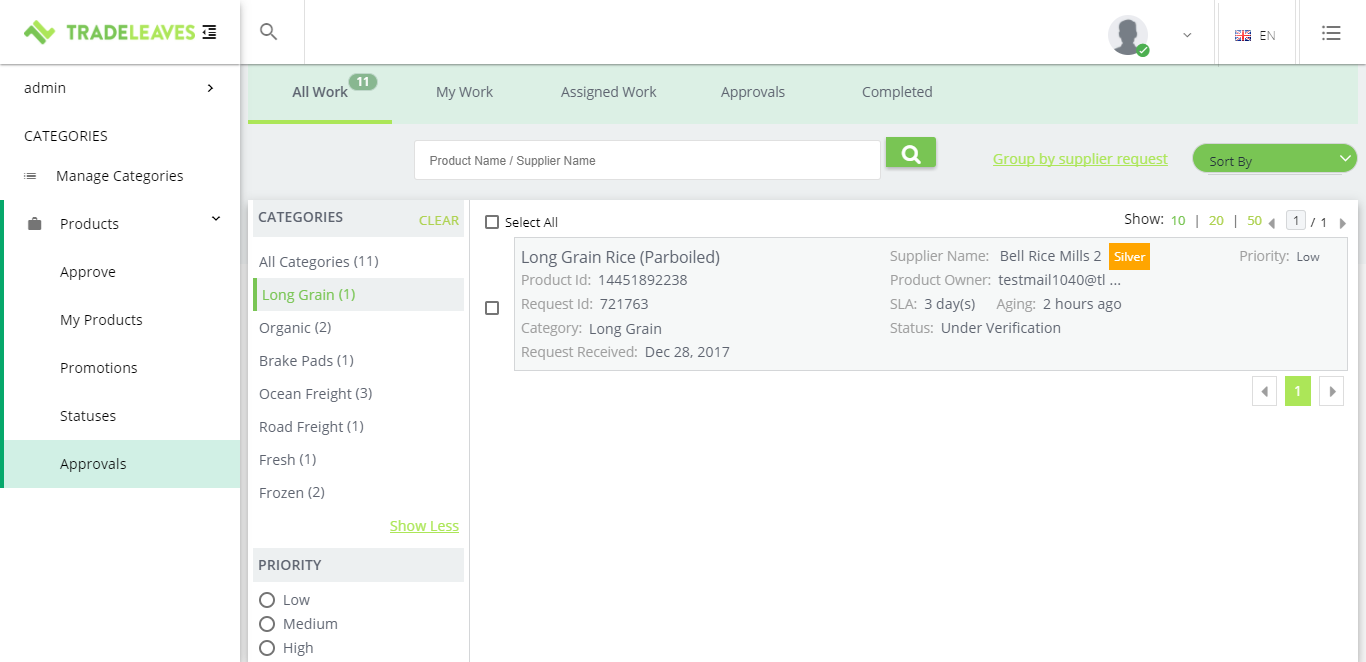 TRADELEAVES
EN
admin
CATEGORIES
Manage Categories
Products
Approve
My Products
Promotions
Statuses
Approvals
All Work 11
My Work
Assigned Work
Approvals
Completed
Product Name / Supplier Name
Group by supplier request
Sort By
CATEGORIES
CLEAR
All Categories (11)
Long Grain (1)
Organic (2)
Brake Pads (1)
Ocean Freight (3)
Road Freight (1)
Fresh (1)
Frozen (2)
Show Less
PRIORITY
Low
Medium
High
Select All
Show: 10 | 20 | 50 1 / 1
Long Grain Rice (Parboiled)
Product Id: 14451892238
Request Id: 721763
Category: Long Grain
Request Received: Dec 28, 2017
Supplier Name: Bell Rice Mills 2 Silver
Product Owner: testmail1040@tl ...
SLA: 3 day(s) Aging: 2 hours ago
Status: Under Verification
Priority: Low
1